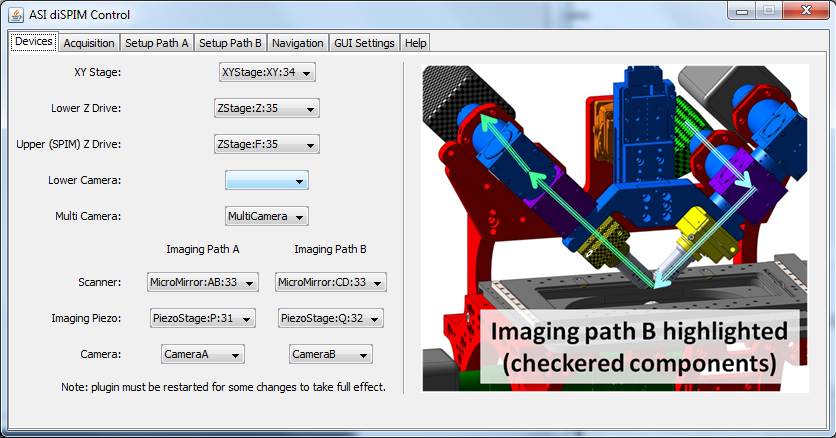 ASI diSPIM Control
Devices Acquisition Setup Path A Setup Path B Navigation GUI Settings Help
XY Stage: XYStage:XY:34
Lower Z Drive: ZStage:Z:35
Upper (SPIM) Z Drive: ZStage:F:35
Lower Camera:
Multi Camera: MultiCamera
Imaging Path A Imaging Path B
Scanner: MicroMirror:AB:33 MicroMirror:CD:33
Imaging Piezo: PiezoStage:P:31 PiezoStage:Q:32
Camera: CameraA CameraB
Note: plugin must be restarted for some changes to take full effect.
Imaging path B highlighted
(checkered components)